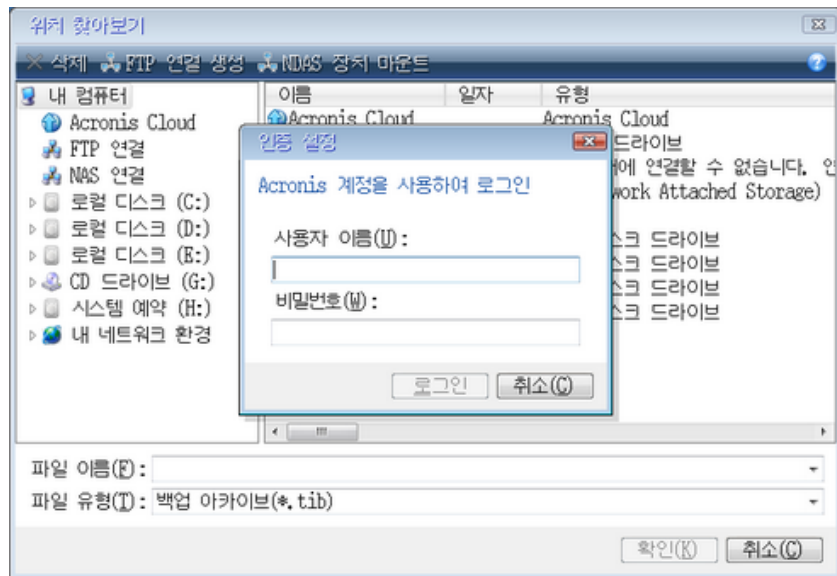 위치 찾아보기
삭제 FTP 연결 생성 NDAS 장치 마운트
내 컴퓨터
Acronis Cloud
FTP 연결
NAS 연결
로컬 디스크 (C:)
로컬 디스크 (D:)
로컬 디스크 (E:)
CD 드라이브 (G:)
시스템 예약 (H:)
내 네트워크 환경
이름 일자 유형
Acronis Cloud Acronis Cloud
드라이브
에 연결할 수 없습니다.
work Attached Storage)
스크 드라이브
스크 드라이브
스크 드라이브
스크 드라이브
인증 설정
Acronis 계정을 사용하여 로그인
사용자 이름(U):
비밀번호(W):
로그인 취소(C)
파일 이름(F):
파일 유형(T): 백업 아카이브(*.tib)
확인(K) 취소(C)